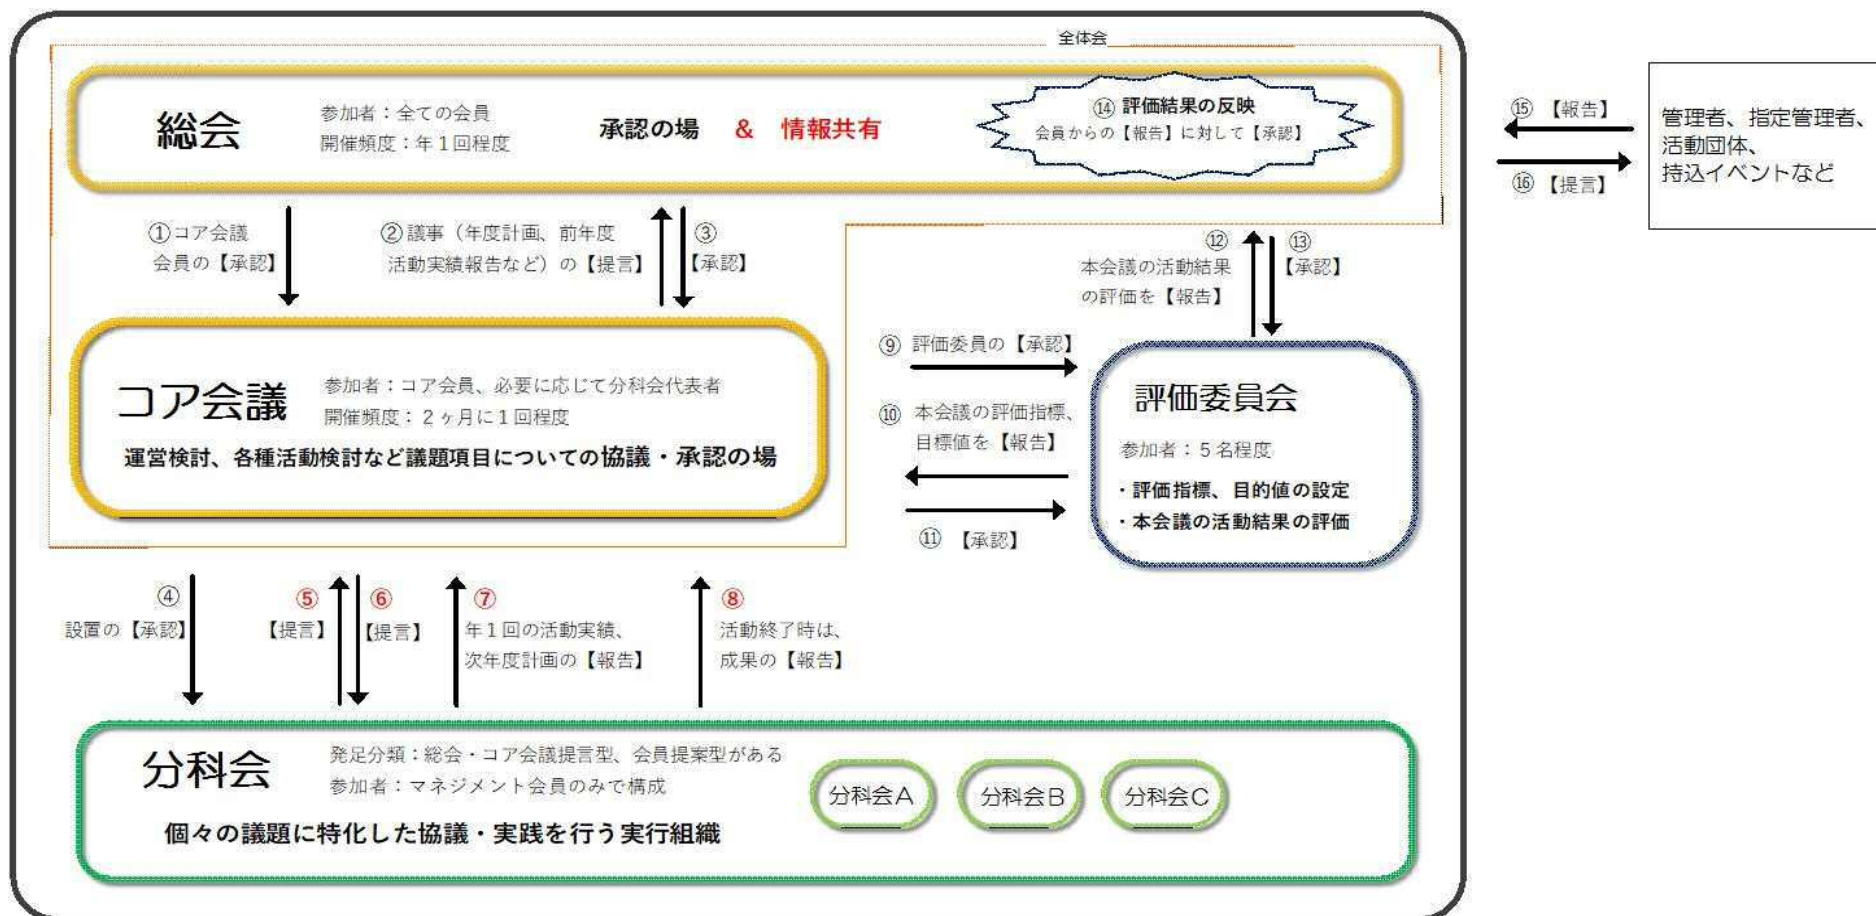 全体会
総会
参加者：全ての会員
開催頻度：年１回程度
承認の場 & 情報共有
⑭ 評価結果の反映
会員からの【報告】に対して【承認】
⑮ 【報告】
⑯ 【提言】
管理者、指定管理者、
活動団体、
持込イベントなど
①コア会議
会員の【承認】
②議事（年度計画、前年度
活動実績報告など）の【提言】
③
【承認】
⑫
本会議の活動結果
の評価を【報告】
⑬
【承認】
コア会議
参加者：コア会員、必要に応じて分科会代表者
開催頻度：２ヶ月に１回程度
運営検討、各種活動検討など議題項目についての協議・承認の場
⑨ 評価委員の【承認】
⑩ 本会議の評価指標、
目標値を【報告】
⑪ 【承認】
評価委員会
参加者：５名程度
・評価指標、目的値の設定
・本会議の活動結果の評価
④
設置の【承認】
⑤
【提言】
⑥
【提言】
⑦
年１回の活動実績、
次年度計画の【報告】
⑧
活動終了時は、
成果の【報告】
分科会
発足分類：総会・コア会議提言型、会員提案型がある
参加者：マネジメント会員のみで構成
個々の議題に特化した協議・実践を行う実行組織
分科会Ａ
分科会Ｂ
分科会Ｃ